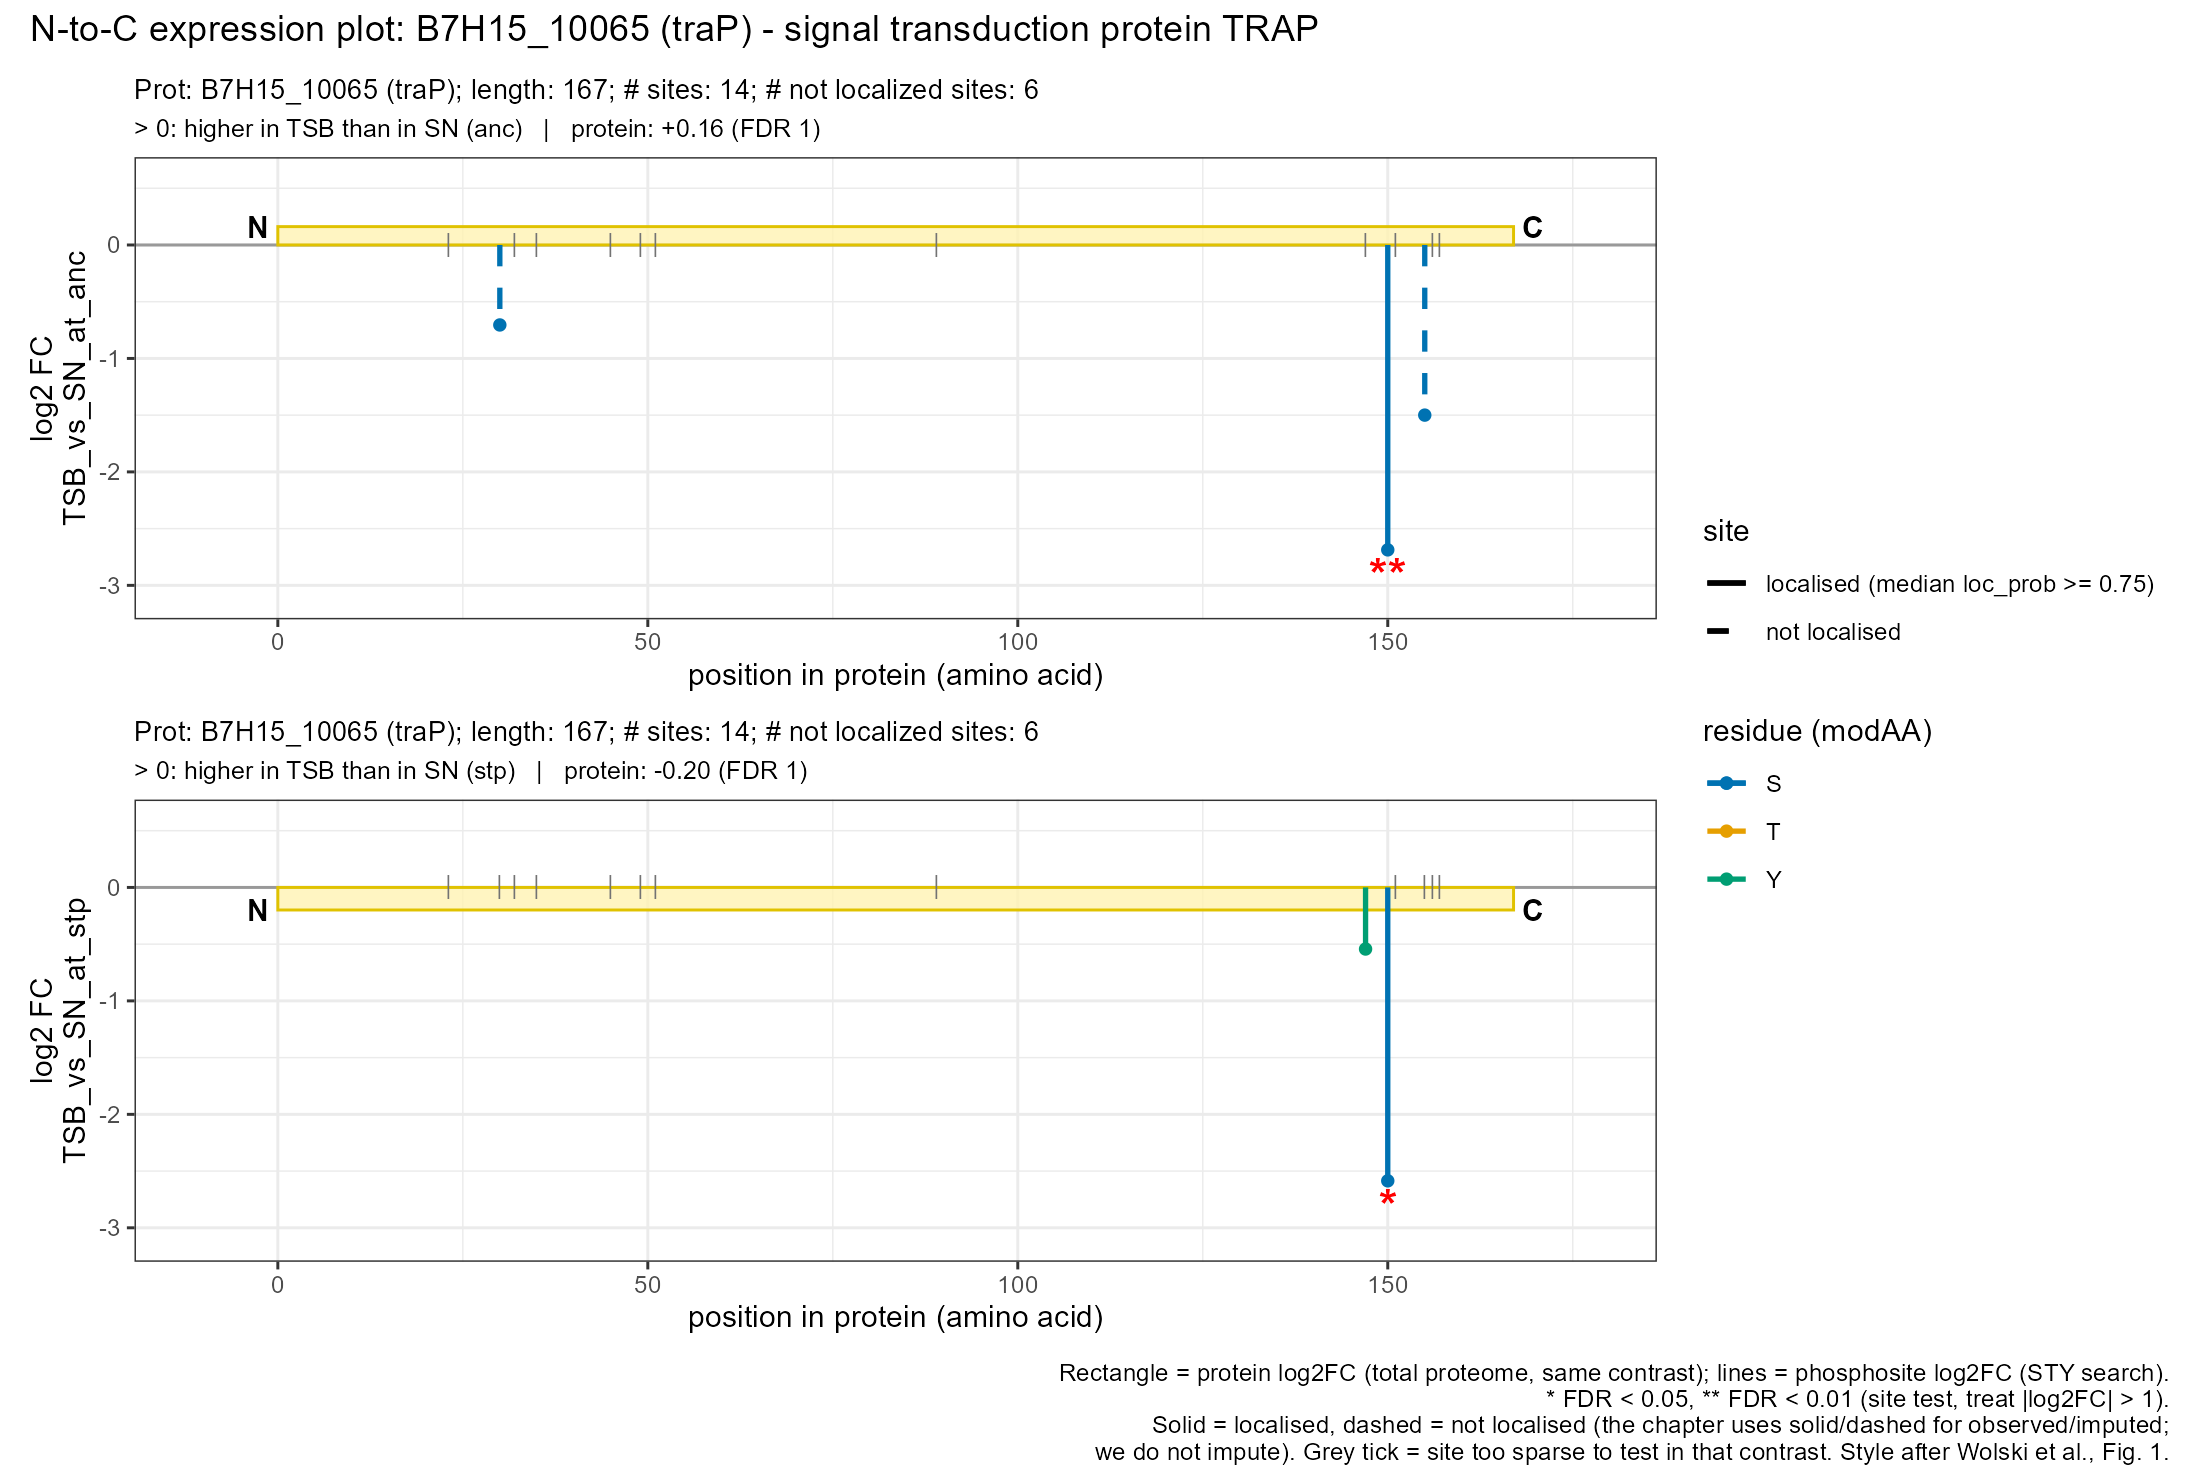 N-to-C expression plot: B7H15_10065 (traP) - signal transduction protein TRAP
Prot: B7H15_10065 (traP); length: 167; # sites: 14; # not localized sites: 6
> 0: higher in TSB than in SN (anc)   |   protein: +0.16 (FDR 1)
log2 FC
TSB_vs_SN_at_anc
0
-1
-2
-3
N
C
**
0
50
100
150
position in protein (amino acid)
Prot: B7H15_10065 (traP); length: 167; # sites: 14; # not localized sites: 6
> 0: higher in TSB than in SN (stp)   |   protein: -0.20 (FDR 1)
log2 FC
TSB_vs_SN_at_stp
0
-1
-2
-3
N
C
*
0
50
100
150
position in protein (amino acid)
site
localised (median loc_prob >= 0.75)
not localised
residue (modAA)
S
T
Y
Rectangle = protein log2FC (total proteome, same contrast); lines = phosphosite log2FC (STY search).
* FDR < 0.05, ** FDR < 0.01 (site test, treat |log2FC| > 1).
Solid = localised, dashed = not localised (the chapter uses solid/dashed for observed/imputed;
we do not impute). Grey tick = site too sparse to test in that contrast. Style after Wolski et al., Fig. 1.